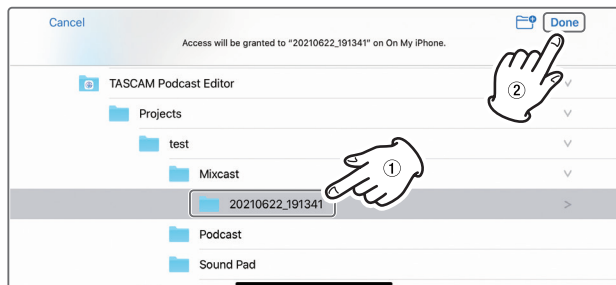 Cancel
Done
Access will be granted to “20210622_191341” on On My iPhone.
②
TASCAM Podcast Editor
Projects
test
①
Mixcast
20210622_191341
Podcast
Sound Pad